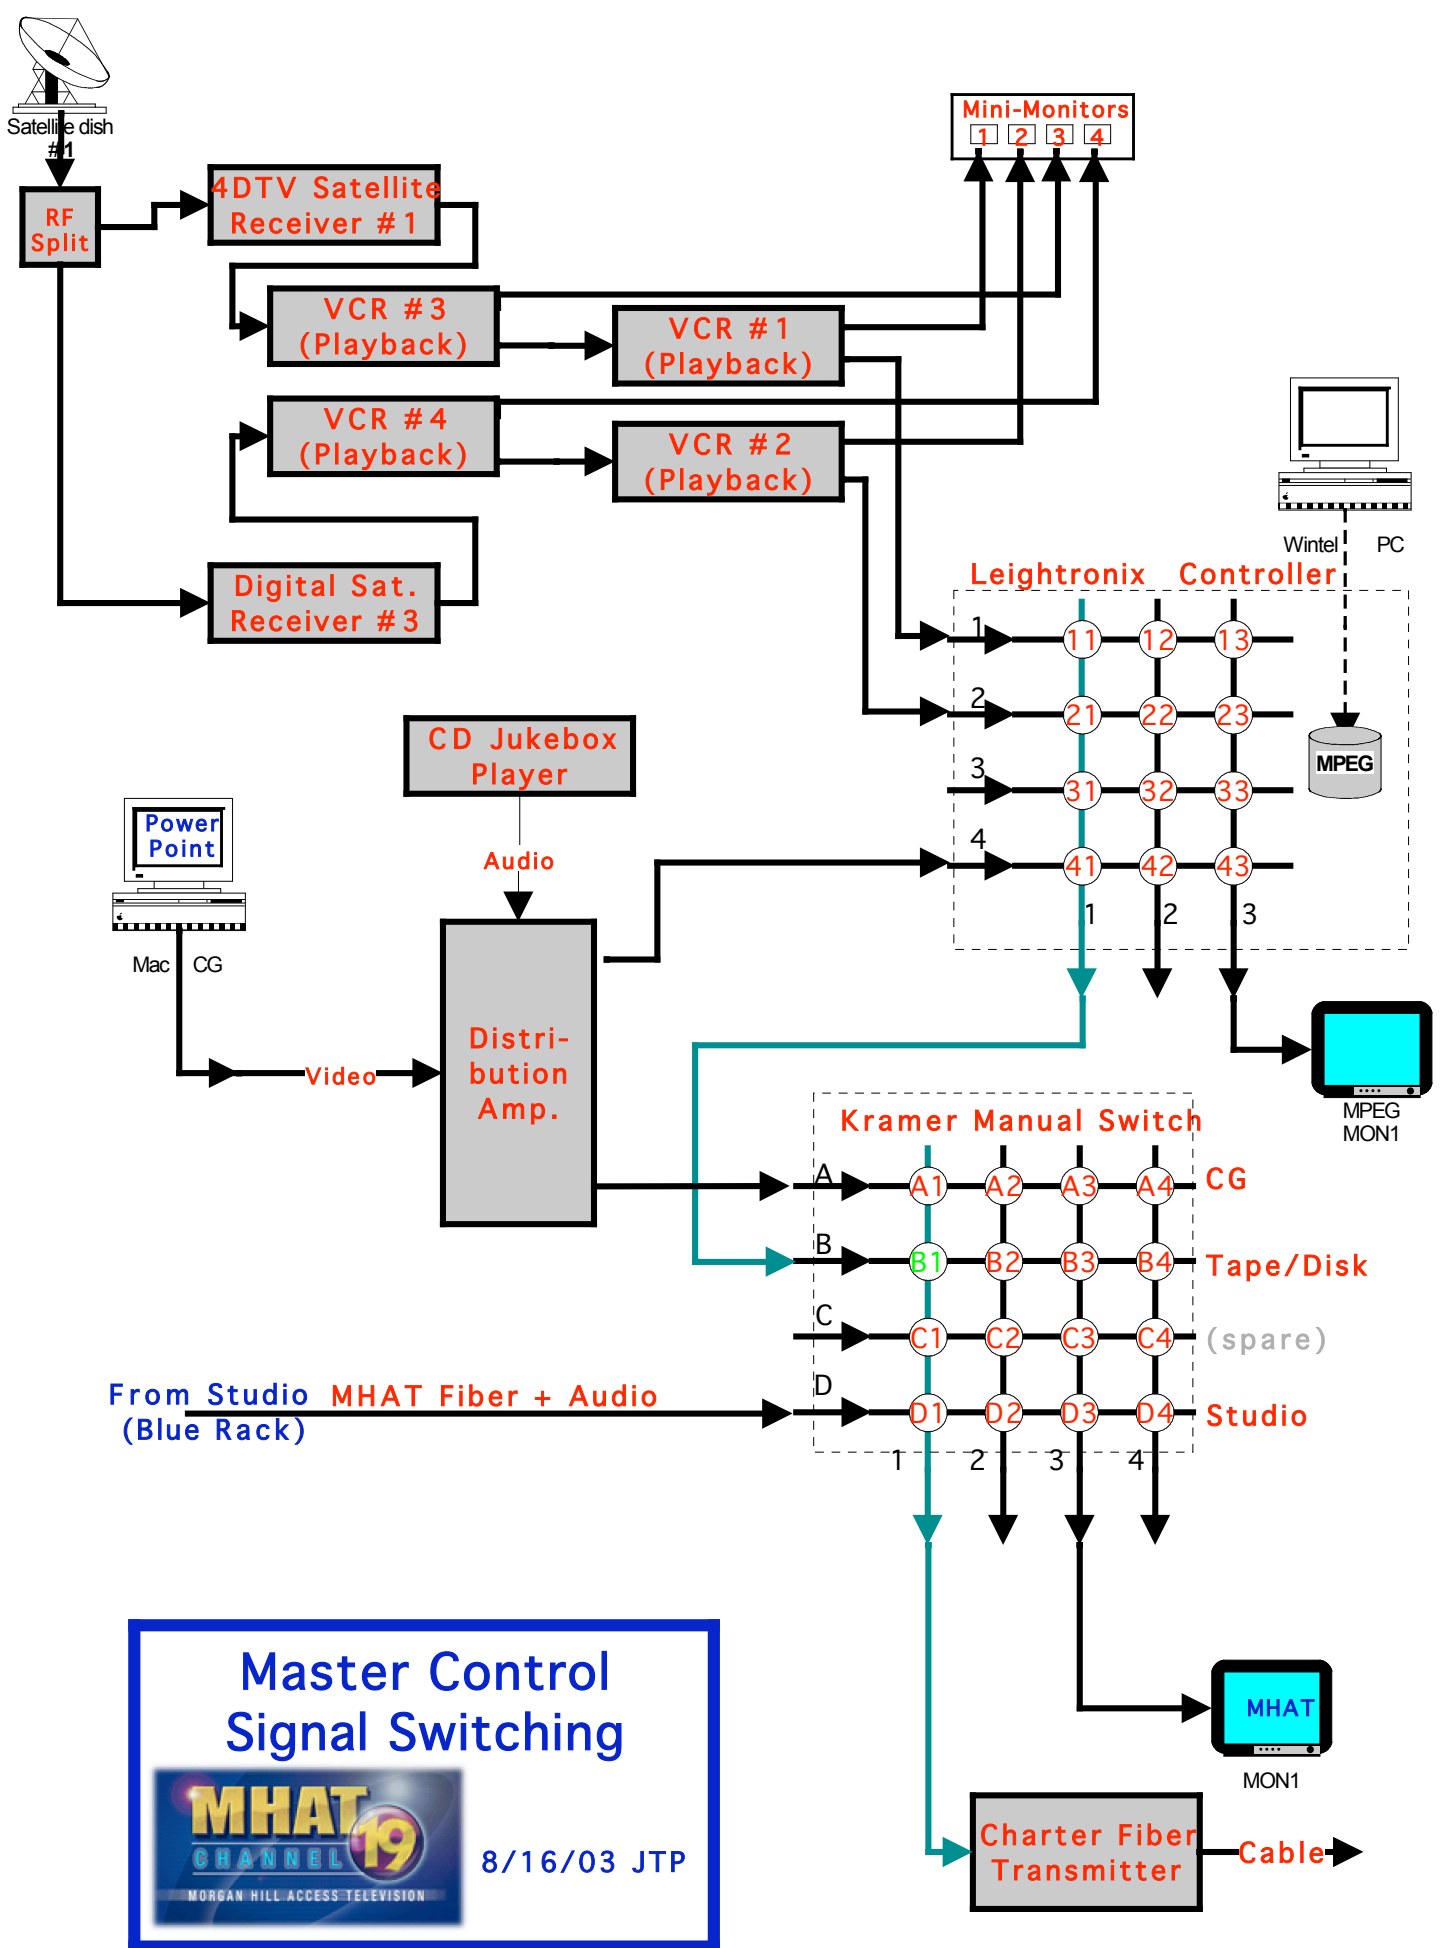 Satellite dish
#1
RF
Split
4DTV Satellite
Receiver #1
Mini-Monitors
1 2 3 4
VCR #3
(Playback)
VCR #1
(Playback)
VCR #4
(Playback)
VCR #2
(Playback)
Digital Sat.
Receiver #3
Wintel PC
Leightronix Controller
1 11 12 13
2 21 22 23
3 31 32 33
4 41 42 43
1 2 3
MPEG
CD Jukebox
Player
Audio
Power
Point
Mac CG
Video
Distri-
bution
Amp.
MPEG
MON1
Kramer Manual Switch
A A1 A2 A3 A4 CG
B B1 B2 B3 B4 Tape/Disk
C C1 C2 C3 C4 (spare)
D D1 D2 D3 D4 Studio
1 2 3 4
From Studio MHAT Fiber + Audio
(Blue Rack)
MHAT
MON1
Charter Fiber
Transmitter
Cable
Master Control
Signal Switching
MHAT
19
CHANNEL
MORGAN HILL ACCESS TELEVISION
8/16/03 JTP